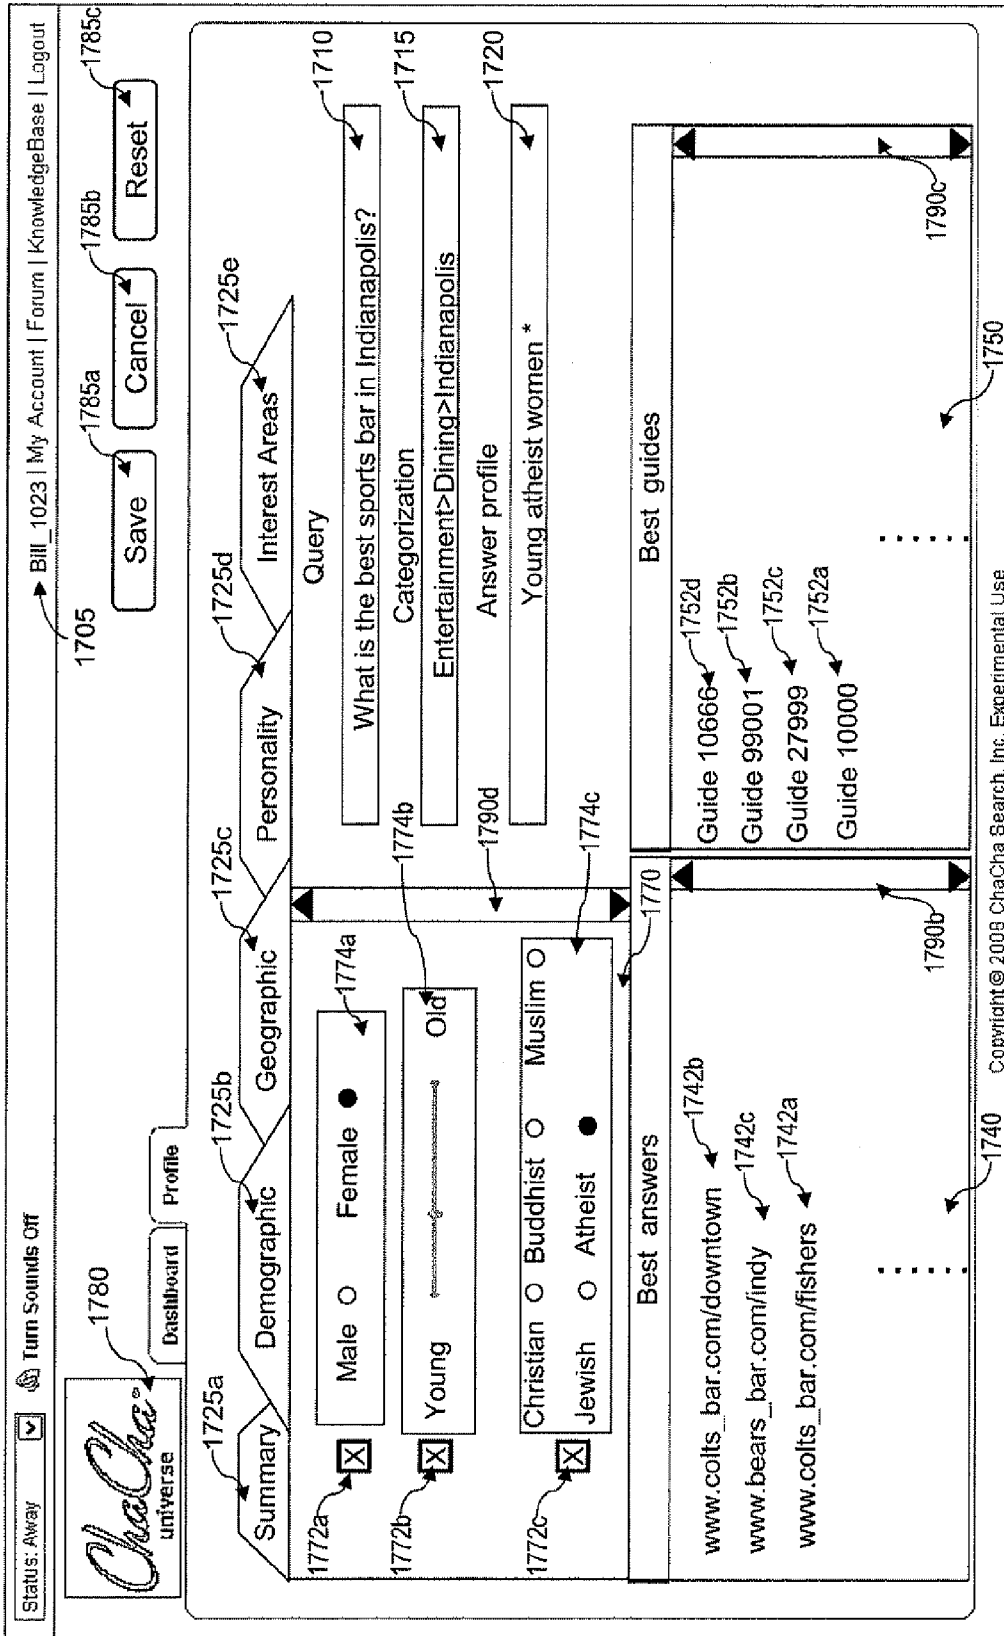 Status: Away Turn Sounds Off Bill_1023 | My Account | Forum | KnowledgeBase | Logout
1705
ChaCha universe
1780
Dashboard Profile
Save Cancel Reset
1785a 1785b 1785c
Summary Demographic Geographic Personality Interest Areas
1725a 1725b 1725c 1725d 1725e
1772a X Male Female 1774a
1772b X Young Old 1774b
1772c X Christian Buddhist Muslim
Jewish Atheist 1774c
1770
1790d
Query
What is the best sports bar in Indianapolis? 1710
Categorization
Entertainment>Dining>Indianapolis 1715
Answer profile
Young atheist women * 1720
Best answers
www.colts_bar.com/downtown 1742b
www.bears_bar.com/indy 1742c
www.colts_bar.com/fishers 1742a
1790b
1740
Best guides
Guide 10666 1752d
Guide 99001 1752b
Guide 27999 1752c
Guide 10000 1752a
1790c
1750
Copyright © 2009 ChaCha Search, Inc. Experimental Use